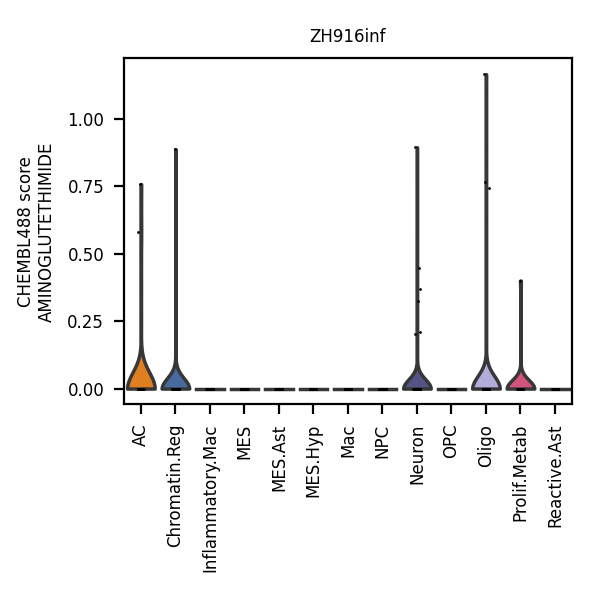 ZH916inf
CHEMBL488 score
AMINOGLUTETHIMIDE
1.00
0.75
0.50
0.25
0.00
AC
Chromatin.Reg
Inflammatory.Mac
MES
MES.Ast
MES.Hyp
Mac
NPC
Neuron
OPC
Oligo
Prolif.Metab
Reactive.Ast